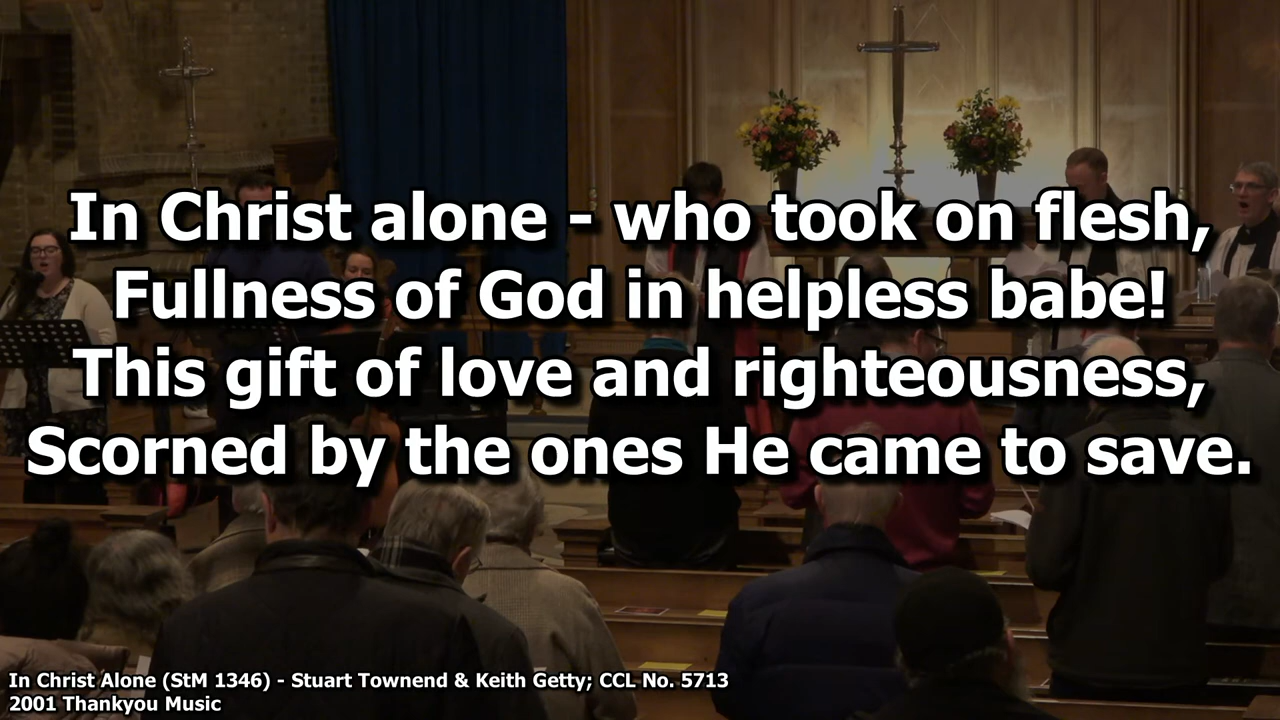 In Christ alone - who took on flesh,
Fullness of God in helpless babe!
This gift of love and righteousness,
Scorned by the ones He came to save.
In Christ Alone (StM 1346) - Stuart Townend & Keith Getty; CCL No. 5713
2001 Thankyou Music